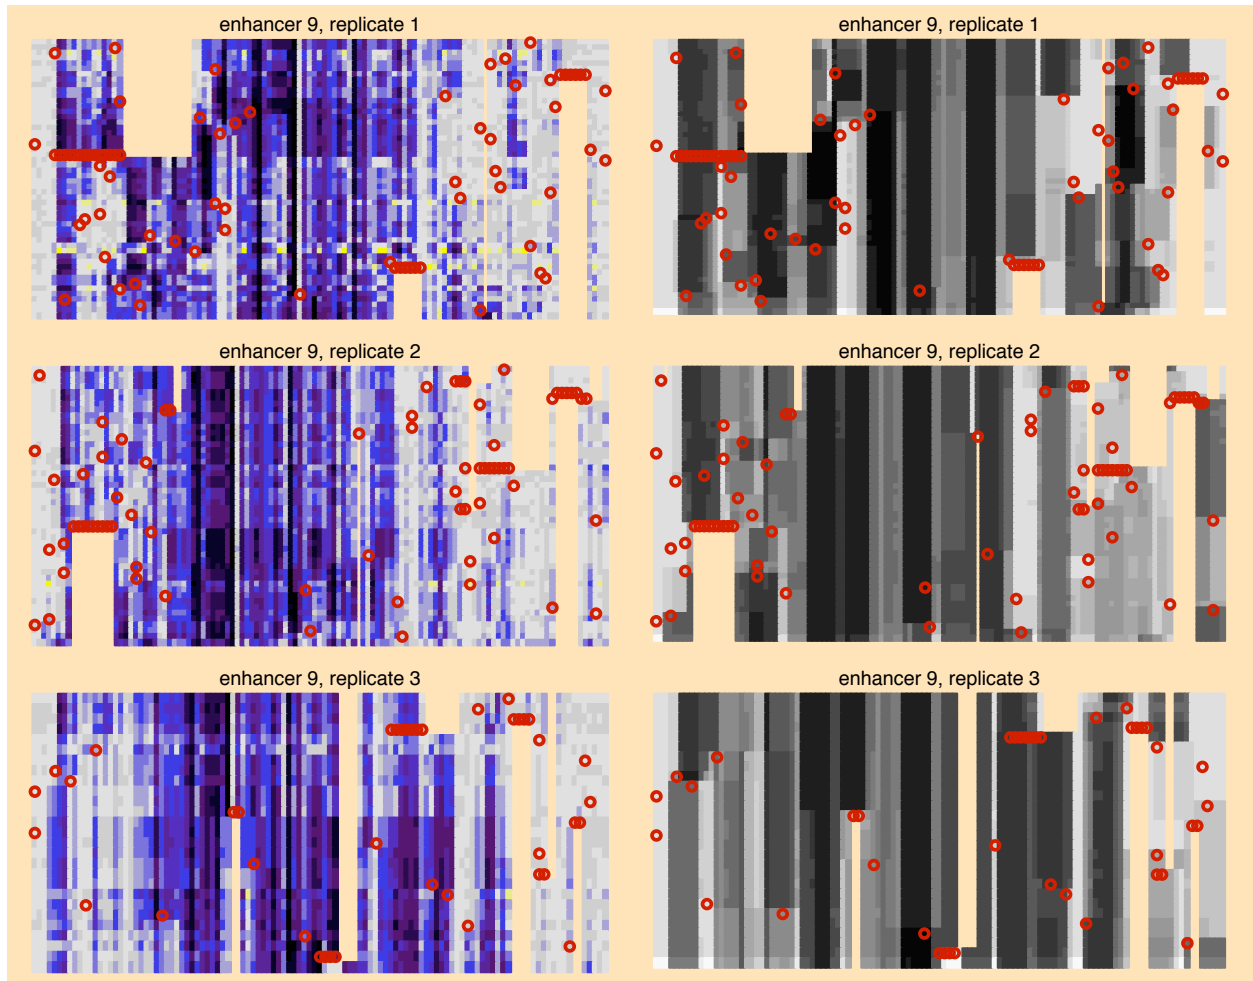 enhancer 9, replicate 1
enhancer 9, replicate 1
enhancer 9, replicate 2
enhancer 9, replicate 2
enhancer 9, replicate 3
enhancer 9, replicate 3